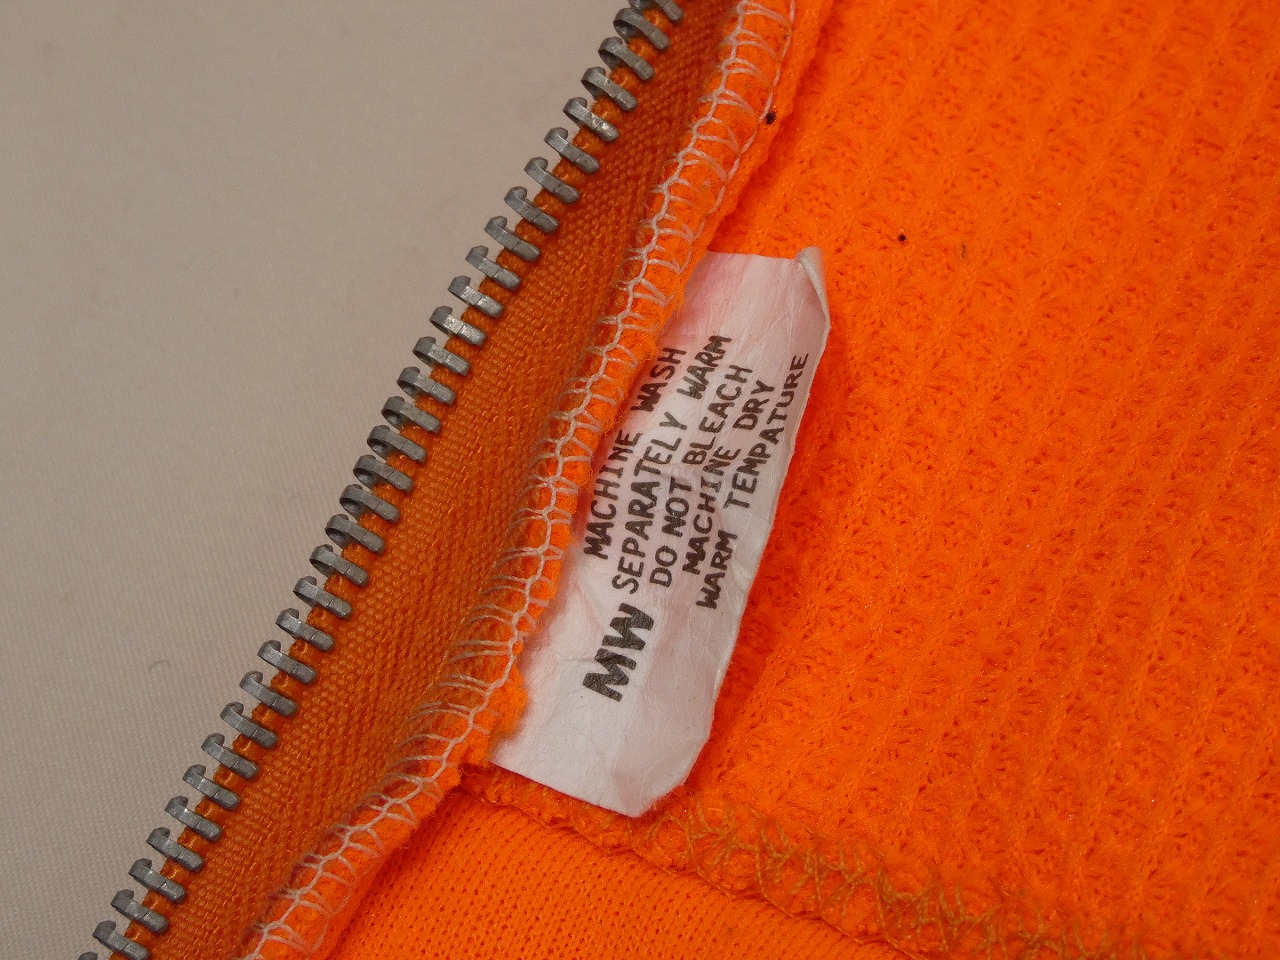 MACHINE WASH
SEPARATELY WARM
DO NOT BLEACH
MACHINE DRY
WARM TEMPATURE
MW